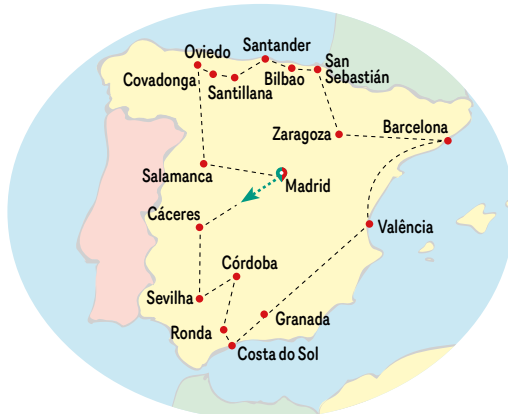 Oviedo
Santander
Covadonga
Santillana
Bilbao
San
Sebastián
Zaragoza
Barcelona
Salamanca
Madrid
Cáceres
Valência
Córdoba
Sevilha
Granada
Ronda
Costa do Sol